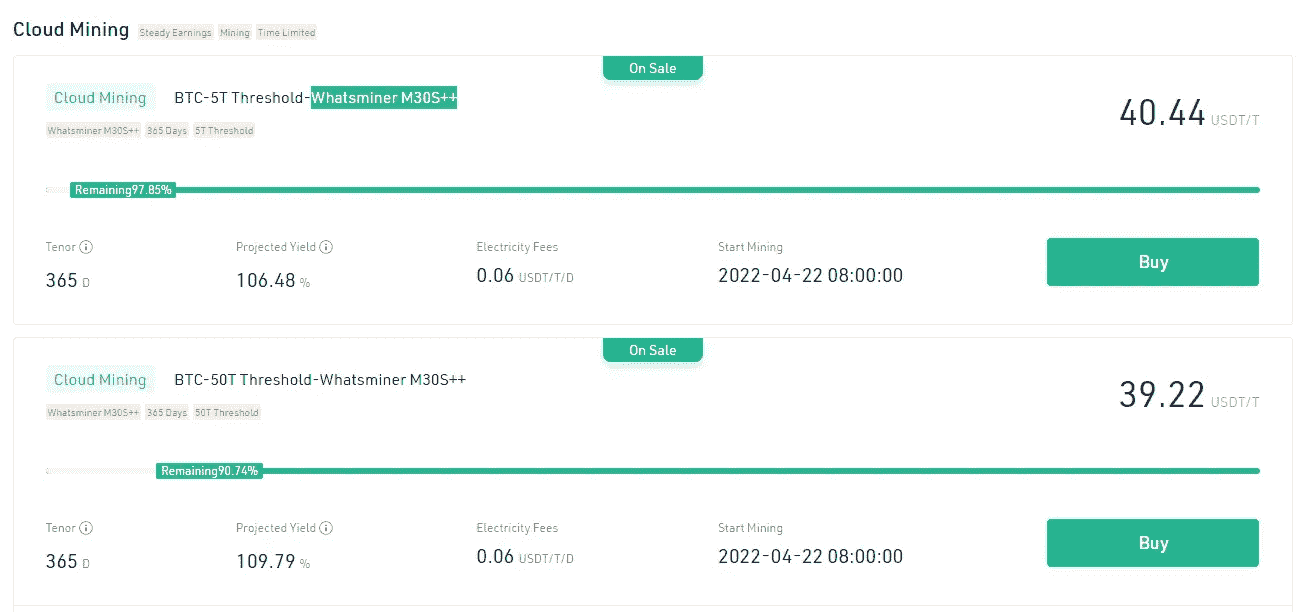 Cloud Mining Steady Earnings Mining Time Limited
On Sale
Cloud Mining BTC-5T Threshold-Whatsminer M30S++
40.44 USDT/T
Whatsminer M30S++ 365 Days 5T Threshold
Remaining97.85%
Tenor Projected Yield Electricity Fees Start Mining
365 D 106.48 % 0.06 USDT/T/D 2022-04-22 08:00:00
Buy
On Sale
Cloud Mining BTC-50T Threshold-Whatsminer M30S++
39.22 USDT/T
Whatsminer M30S++ 365 Days 50T Threshold
Remaining90.74%
Tenor Projected Yield Electricity Fees Start Mining
365 D 109.79 % 0.06 USDT/T/D 2022-04-22 08:00:00
Buy